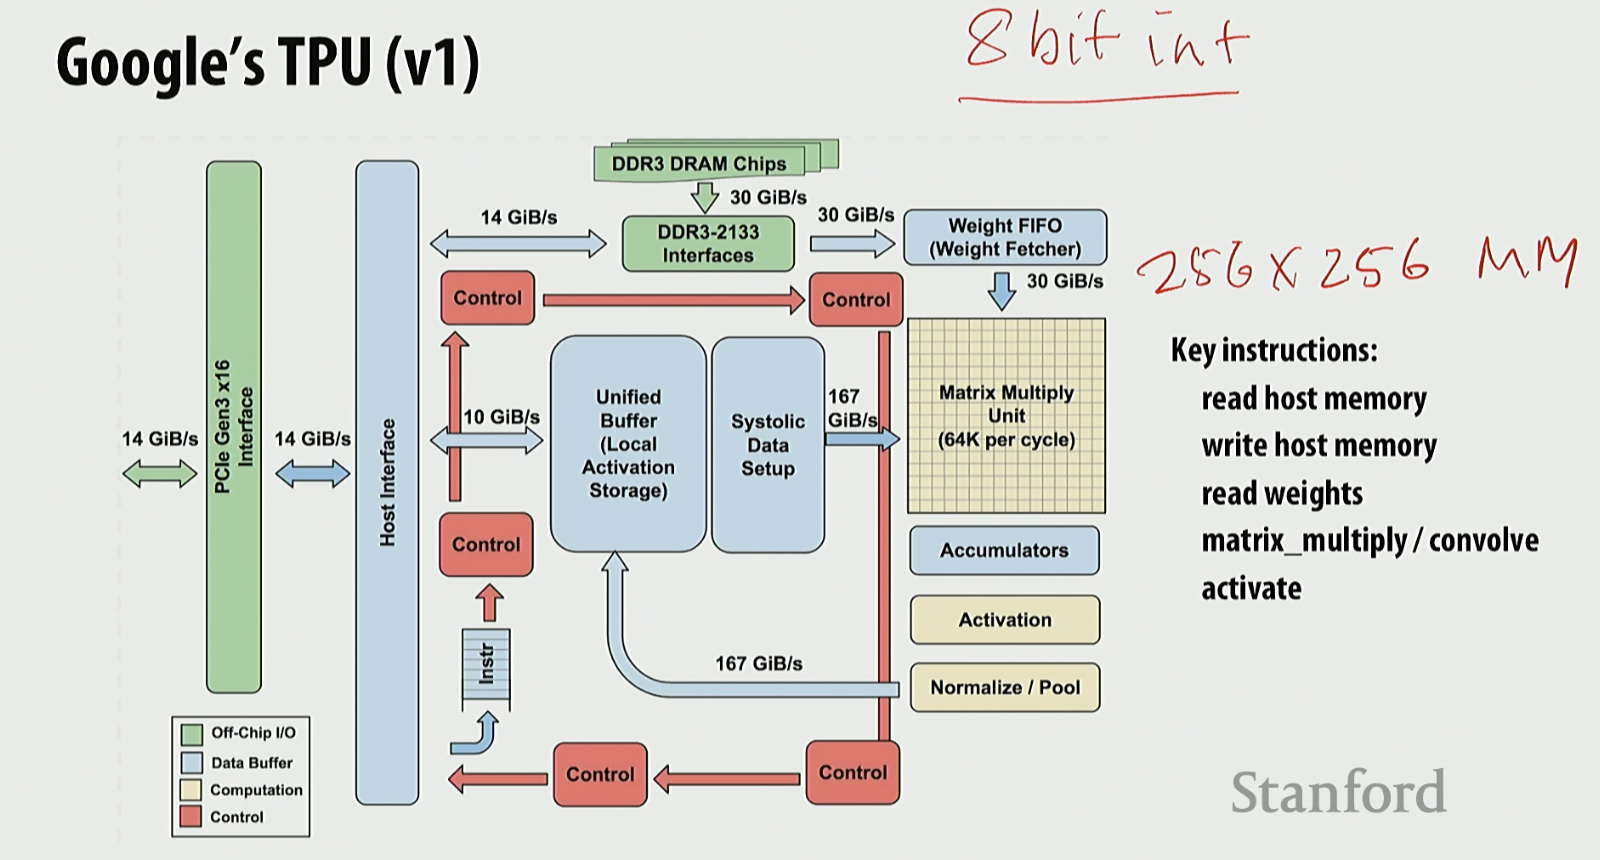 Google's TPU (v1)
8 bit int
DDR3 DRAM Chips
30 GiB/s
14 GiB/s
DDR3-2133
Interfaces
30 GiB/s
Weight FIFO
(Weight Fetcher)
30 GiB/s
256 X 256 MM
Control
Control
PCIe Gen3 x16
Interface
14 GiB/s
14 GiB/s
Host Interface
10 GiB/s
Unified
Buffer
(Local
Activation
Storage)
Systolic
Data
Setup
167
GiB/s
Matrix Multiply
Unit
(64K per cycle)
Key instructions:
read host memory
write host memory
read weights
matrix_multiply / convolve
activate
Control
Accumulators
Activation
Instr
167 GiB/s
Normalize / Pool
Control
Control
Off-Chip I/O
Data Buffer
Computation
Control
Stanford